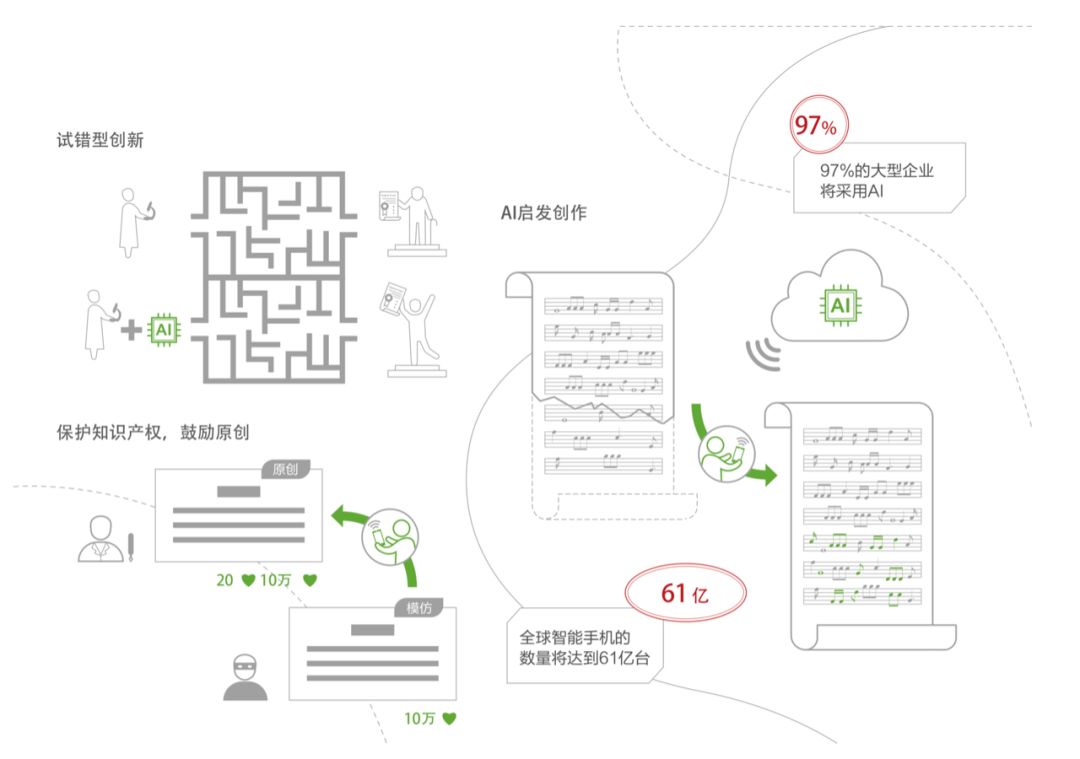 试错型创新
AI
保护知识产权，鼓励原创
原创
20 10万
模仿
10万
AI启发创作
97%
97%的大型企业
将采用AI
AI
61 亿
全球智能手机的
数量将达到61亿台